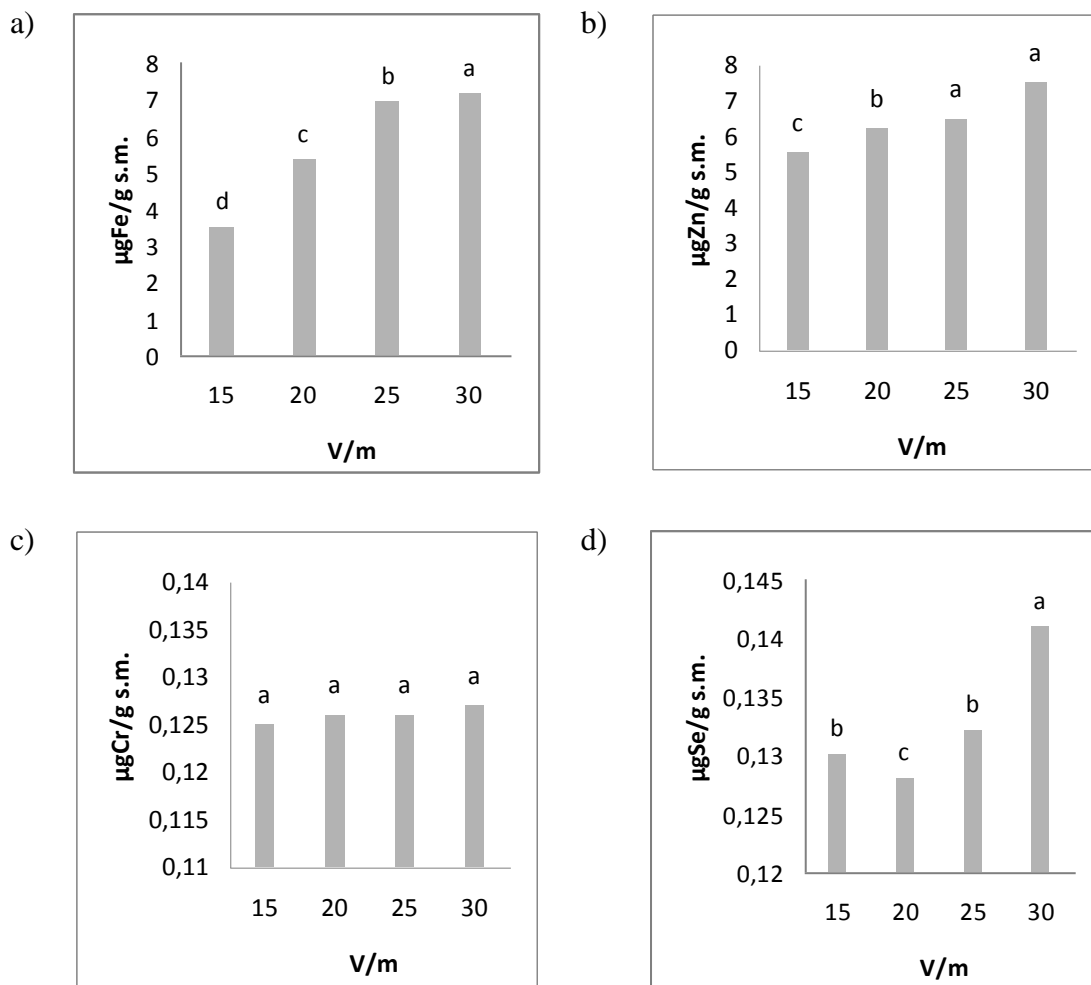 a)
8
7
6
5
4
3
2
1
0
µgFe/g s.m.
d
c
b
a
15 20 25 30
V/m
b)
8
7
6
5
4
3
2
1
0
µgZn/g s.m.
c
b
a
a
15 20 25 30
V/m
c)
0,14
0,135
0,13
0,125
0,12
0,115
0,11
µgCr/g s.m.
a a a a
15 20 25 30
V/m
d)
0,145
0,14
0,135
0,13
0,125
0,12
µgSe/g s.m.
b
c
b
a
15 20 25 30
V/m